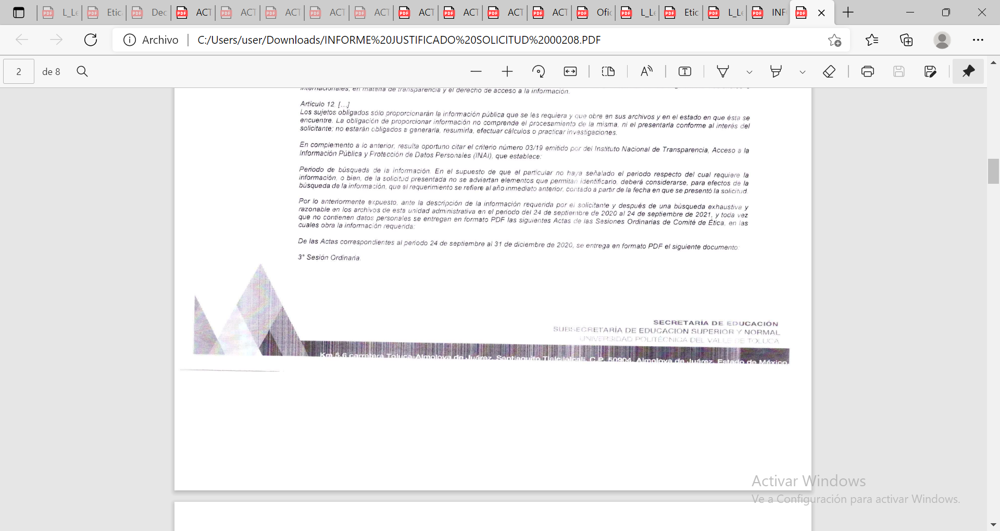 L_Le
Etic
Dec
ACT
ACT
ACT
ACT
ACT
ACT
ACT
ACT
ACT
Ofic
L_Le
Etic
L_Le
INF
Archivo
C:/Users/user/Downloads/INFORME%20JUSTIFICADO%20SOLICITUD%2000208.PDF
2 de 8
internacionales, en materia de transparencia y el derecho de acceso a la información.
Artículo 12. [...]
Los sujetos obligados sólo proporcionarán la información pública que se les requiera y que obre en sus archivos y en el estado en que ésta se
encuentre. La obligación de proporcionar información no comprende el procesamiento de la misma, ni el presentarla conforme al interés del
solicitante; no estarán obligados a generarla, resumirla, efectuar cálculos o practicar investigaciones.
En complemento a lo anterior, resulta oportuno citar el criterio número 03/19 emitido por del Instituto Nacional de Transparencia, Acceso a la
Información Pública y Protección de Datos Personales (INAI), que establece:
Periodo de búsqueda de la información. En el supuesto de que el particular no haya señalado el periodo respecto del cual requiere la
información, o bien, de la solicitud presentada no se adviertan elementos que permitan identificarlo, deberá considerarse, para efectos de la
búsqueda de la información, que el requerimiento se refiere al año inmediato anterior, contado a partir de la fecha en que se presentó la solicitud.
Por lo anteriormente expuesto, ante la descripción de la información requerida por el solicitante y después de una búsqueda exhaustiva y
razonable en los archivos de esta unidad administrativa en el periodo del 24 de septiembre de 2020 al 24 de septiembre de 2021, y toda vez
que no contienen datos personales se entregan en formato PDF las siguientes Actas de las Sesiones Ordinarias de Comité de Ética, en las
cuales obra la información requerida:
De las Actas correspondientes al periodo 24 de septiembre al 31 de diciembre de 2020, se entrega en formato PDF el siguiente documento:
3° Sesión Ordinaria.
SECRETARÍA DE EDUCACIÓN
SUBSECRETARÍA DE EDUCACIÓN SUPERIOR Y NORMAL
UNIVERSIDAD POLITÉCNICA DEL VALLE DE TOLUCA
Km 5.6 carretera Toluca-Almoloya de Juárez, Santiaguito Tlalcilalcali, C.P. 50904, Almoloya de Juárez, Estado de México.
Activar Windows
Ve a Configuración para activar Windows.